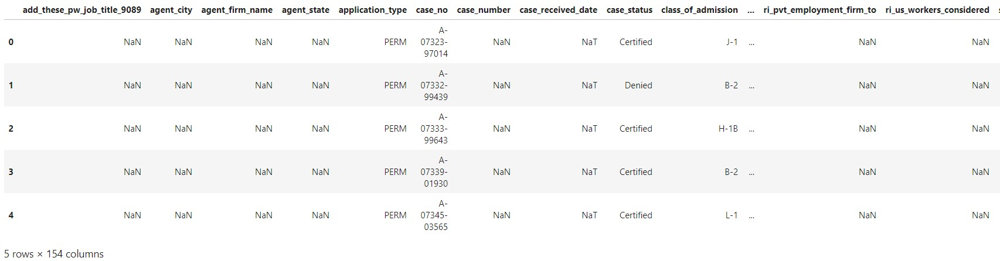 add_these_pw_job_title_9089 agent_city agent_firm_name agent_state application_type case_no case_number case_received_date case_status class_of_admission ... ri_pvt_employment_firm_to ri_us_workers_considered
0 NaN NaN NaN NaN PERM A-07323-97014 NaN NaT Certified J-1 ... NaN NaN
1 NaN NaN NaN NaN PERM A-07332-99439 NaN NaT Denied B-2 ... NaN NaN
2 NaN NaN NaN NaN PERM A-07333-99643 NaN NaT Certified H-1B ... NaN NaN
3 NaN NaN NaN NaN PERM A-07339-01930 NaN NaT Certified B-2 ... NaN NaN
4 NaN NaN NaN NaN PERM A-07345-03565 NaN NaT Certified L-1 ... NaN NaN
5 rows × 154 columns